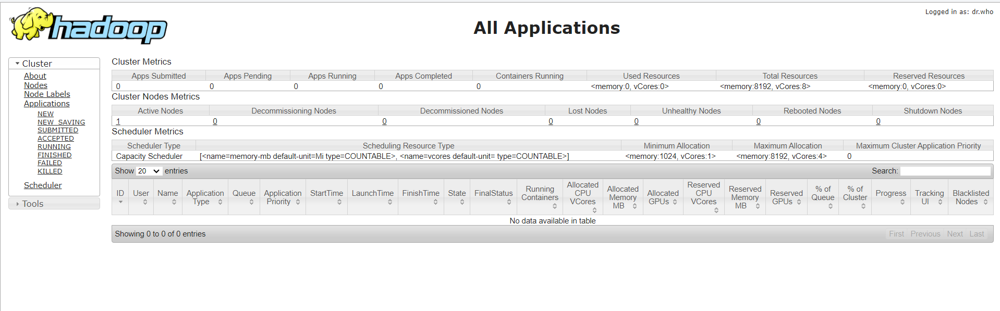 Logged in as: dr.who
hadoop
All Applications
Cluster
About
Nodes
Node Labels
Applications
NEW
NEW_SAVING
SUBMITTED
ACCEPTED
RUNNING
FINISHED
FAILED
KILLED
Scheduler
Tools
Cluster Metrics
Apps Submitted Apps Pending Apps Running Apps Completed Containers Running Used Resources Total Resources Reserved Resources
0 0 0 0 0 <memory:0, vCores:0> <memory:8192, vCores:8> <memory:0, vCores:0>
Cluster Nodes Metrics
Active Nodes Decommissioning Nodes Decommissioned Nodes Lost Nodes Unhealthy Nodes Rebooted Nodes Shutdown Nodes
1 0 0 0 0 0 0
Scheduler Metrics
Scheduler Type Scheduling Resource Type Minimum Allocation Maximum Allocation Maximum Cluster Application Priority
Capacity Scheduler [<name=memory-mb default-unit=Mi type=COUNTABLE>, <name=vcores default-unit= type=COUNTABLE>] <memory:1024, vCores:1> <memory:8192, vCores:4> 0
Show 20 entries Search:
ID User Name Application Type Queue Application Priority StartTime LaunchTime FinishTime State FinalStatus Running Containers Allocated CPU VCores Allocated Memory MB Allocated GPUs Reserved CPU VCores Reserved Memory MB Reserved GPUs % of Queue % of Cluster Progress Tracking UI Blacklisted Nodes
No data available in table
Showing 0 to 0 of 0 entries First Previous Next Last